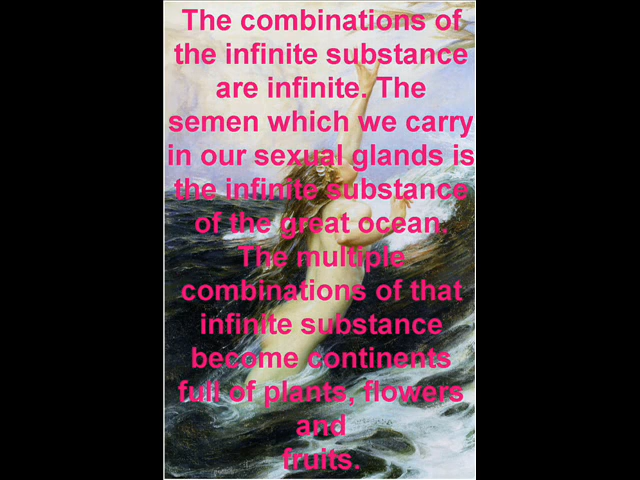 The combinations of
the infinite substance
are infinite. The
semen which we carry
in our sexual glands is
the infinite substance
of the great ocean.
The multiple
combinations of that
infinite substance
become continents
full of plants, flowers
and
fruits.